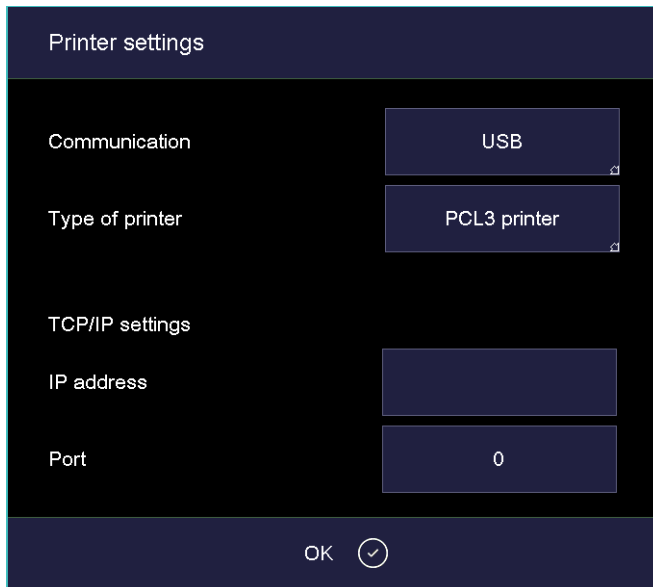 Printer settings
Communication
USB
Type of printer
PCL3 printer
TCP/IP settings
IP address
Port
0
OK